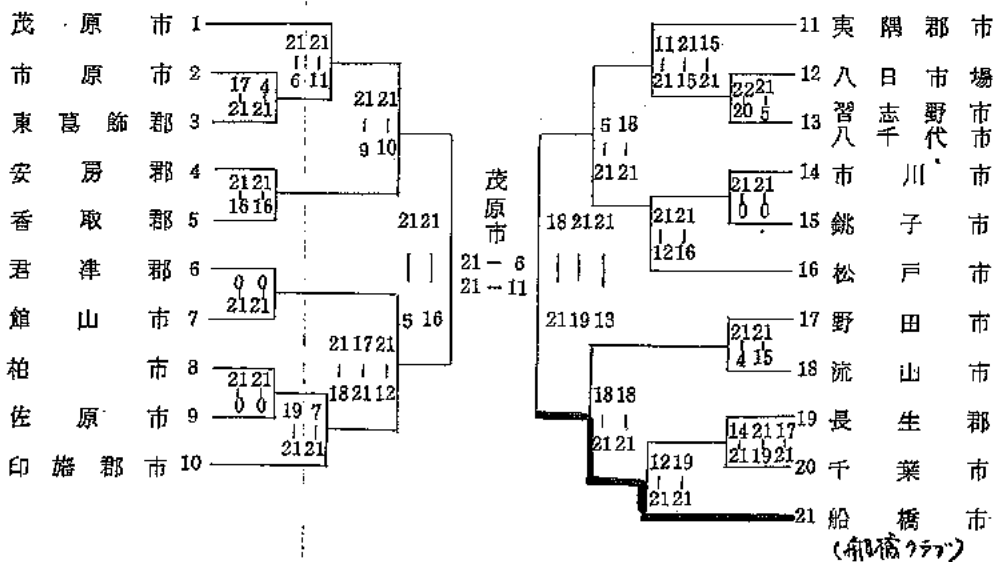 茂原市 1
市原市 2
東葛飾郡 3
安房郡 4
香取郡 5
君津郡 6
館山市 7
柏市 8
佐原市 9
印旛郡市 10
21 21
6 11
17 4
21 21
21 21
16 16
21 21
9 10
0 0
21 21
21 21
0 0
19 7
21 21
21 17 21
18 21 12
21 21
5 16
茂原市
21－6
21－11
18 21 21
21 19 13
5 18
21 21
11 21 15
21 15 21
22 21
20 5
21 21
0 0
21 21
12 16
21 21
4 15
18 18
21 21
14 21 17
21 19 21
12 19
21 21
11 夷隅郡市
12 八日市場
13 習志野市
八千代市
14 市川市
15 銚子市
16 松戸市
17 野田市
18 流山市
19 長生郡
20 千葉市
21 船橋市
(船橋クラブ)